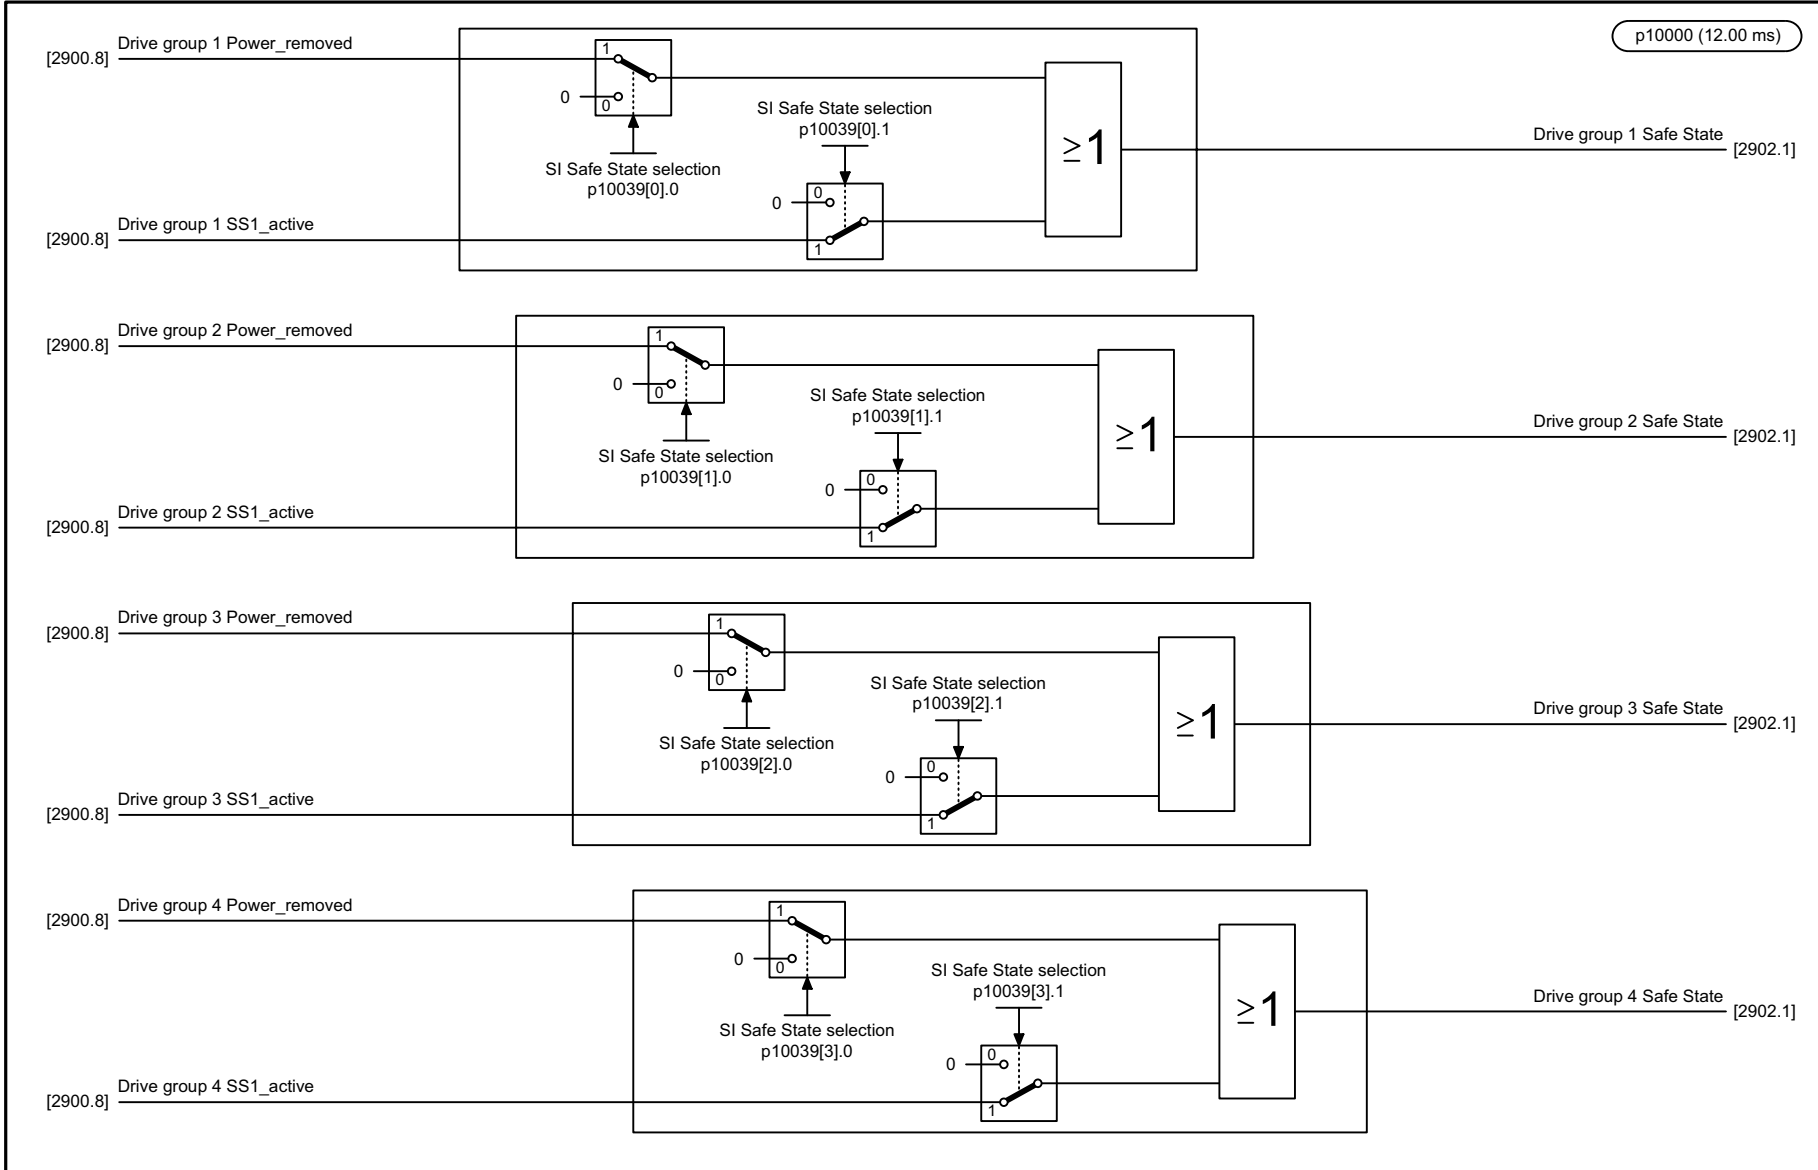 p10000 (12.00 ms)
Drive group 1 Power_removed
[2900.8]
1
0
0
SI Safe State selection
p10039[0].0
SI Safe State selection
p10039[0].1
0
0
1
≥1
Drive group 1 Safe State
[2902.1]
Drive group 1 SS1_active
[2900.8]
Drive group 2 Power_removed
[2900.8]
1
0
0
SI Safe State selection
p10039[1].0
SI Safe State selection
p10039[1].1
0
0
1
≥1
Drive group 2 Safe State
[2902.1]
Drive group 2 SS1_active
[2900.8]
Drive group 3 Power_removed
[2900.8]
1
0
0
SI Safe State selection
p10039[2].0
SI Safe State selection
p10039[2].1
0
0
1
≥1
Drive group 3 Safe State
[2902.1]
Drive group 3 SS1_active
[2900.8]
Drive group 4 Power_removed
[2900.8]
1
0
0
SI Safe State selection
p10039[3].0
SI Safe State selection
p10039[3].1
0
0
1
≥1
Drive group 4 Safe State
[2902.1]
Drive group 4 SS1_active
[2900.8]